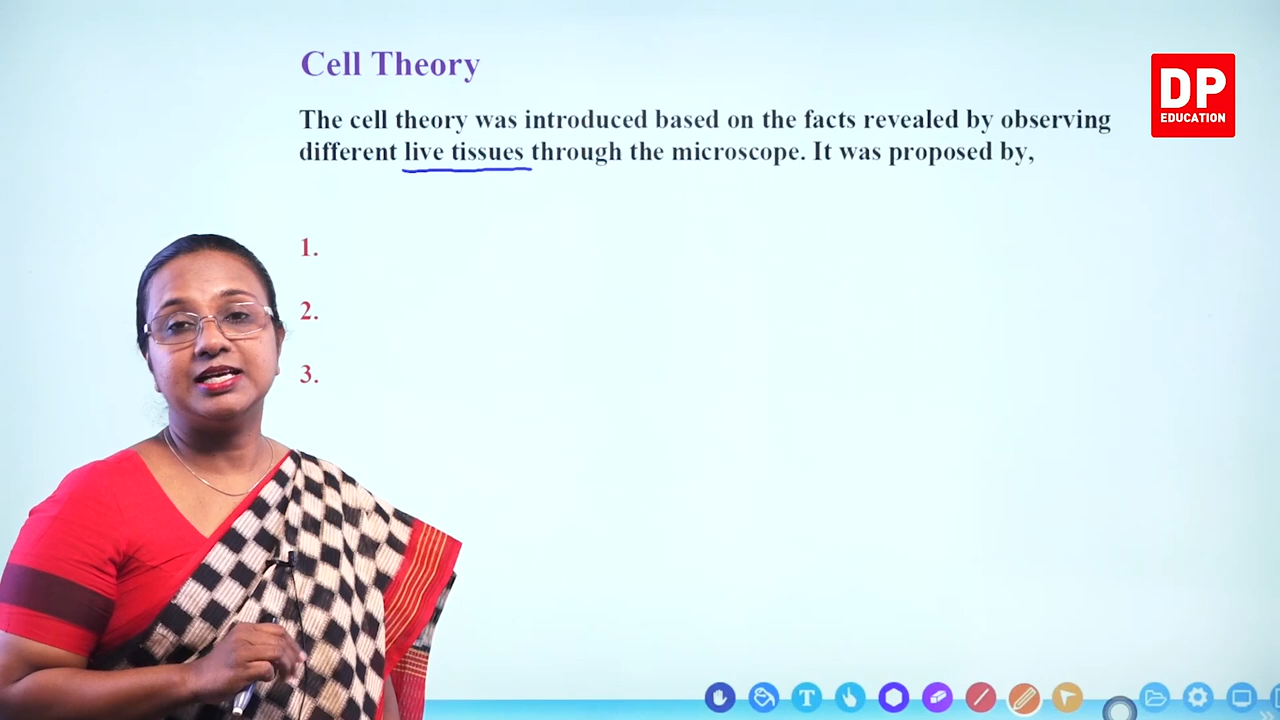 Cell Theory
DP
EDUCATION
The cell theory was introduced based on the facts revealed by observing
different live tissues through the microscope. It was proposed by,
1.
2.
3.
T